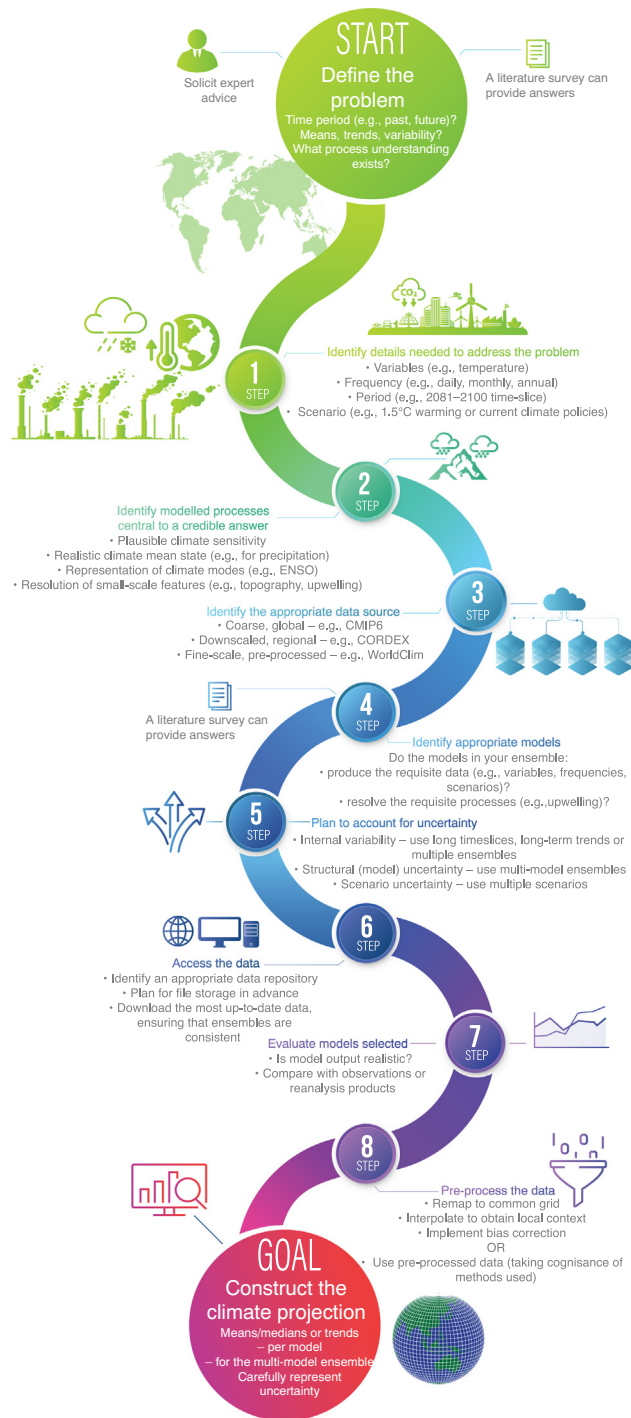 START
Define the
problem
Time period (e.g., past, future)?
Means, trends, variability?
What process understanding
exists?
Solicit expert
advice
A literature survey can
provide answers
CO₂
1
STEP
Identify details needed to address the problem
• Variables (e.g., temperature)
• Frequency (e.g., daily, monthly, annual)
• Period (e.g., 2081–2100 time-slice)
• Scenario (e.g., 1.5°C warming or current climate policies)
2
STEP
Identify modelled processes
central to a credible answer
• Plausible climate sensitivity
• Realistic climate mean state (e.g., for precipitation)
• Representation of climate modes (e.g., ENSO)
• Resolution of small-scale features (e.g., topography, upwelling)
3
STEP
Identify the appropriate data source
• Coarse, global – e.g., CMIP6
• Downscaled, regional – e.g., CORDEX
• Fine-scale, pre-processed – e.g., WorldClim
4
STEP
A literature survey can
provide answers
Identify appropriate models
Do the models in your ensemble:
• produce the requisite data (e.g., variables, frequencies,
scenarios)?
• resolve the requisite processes (e.g.,upwelling)?
5
STEP
Plan to account for uncertainty
• Internal variability – use long timeslices, long-term trends or
multiple ensembles
• Structural (model) uncertainty – use multi-model ensembles
• Scenario uncertainty – use multiple scenarios
6
STEP
Access the data
• Identify an appropriate data repository
• Plan for file storage in advance
• Download the most up-to-date data,
ensuring that ensembles are
consistent
7
STEP
Evaluate models selected
• Is model output realistic?
• Compare with observations or
reanalysis products
8
STEP
Pre-process the data
• Remap to common grid
• Interpolate to obtain local context
• Implement bias correction
OR
• Use pre-processed data (taking cognisance of
methods used)
GOAL
Construct the
climate projection
Means/medians or trends
– per model
– for the multi-model ensemble
Carefully represent
uncertainty